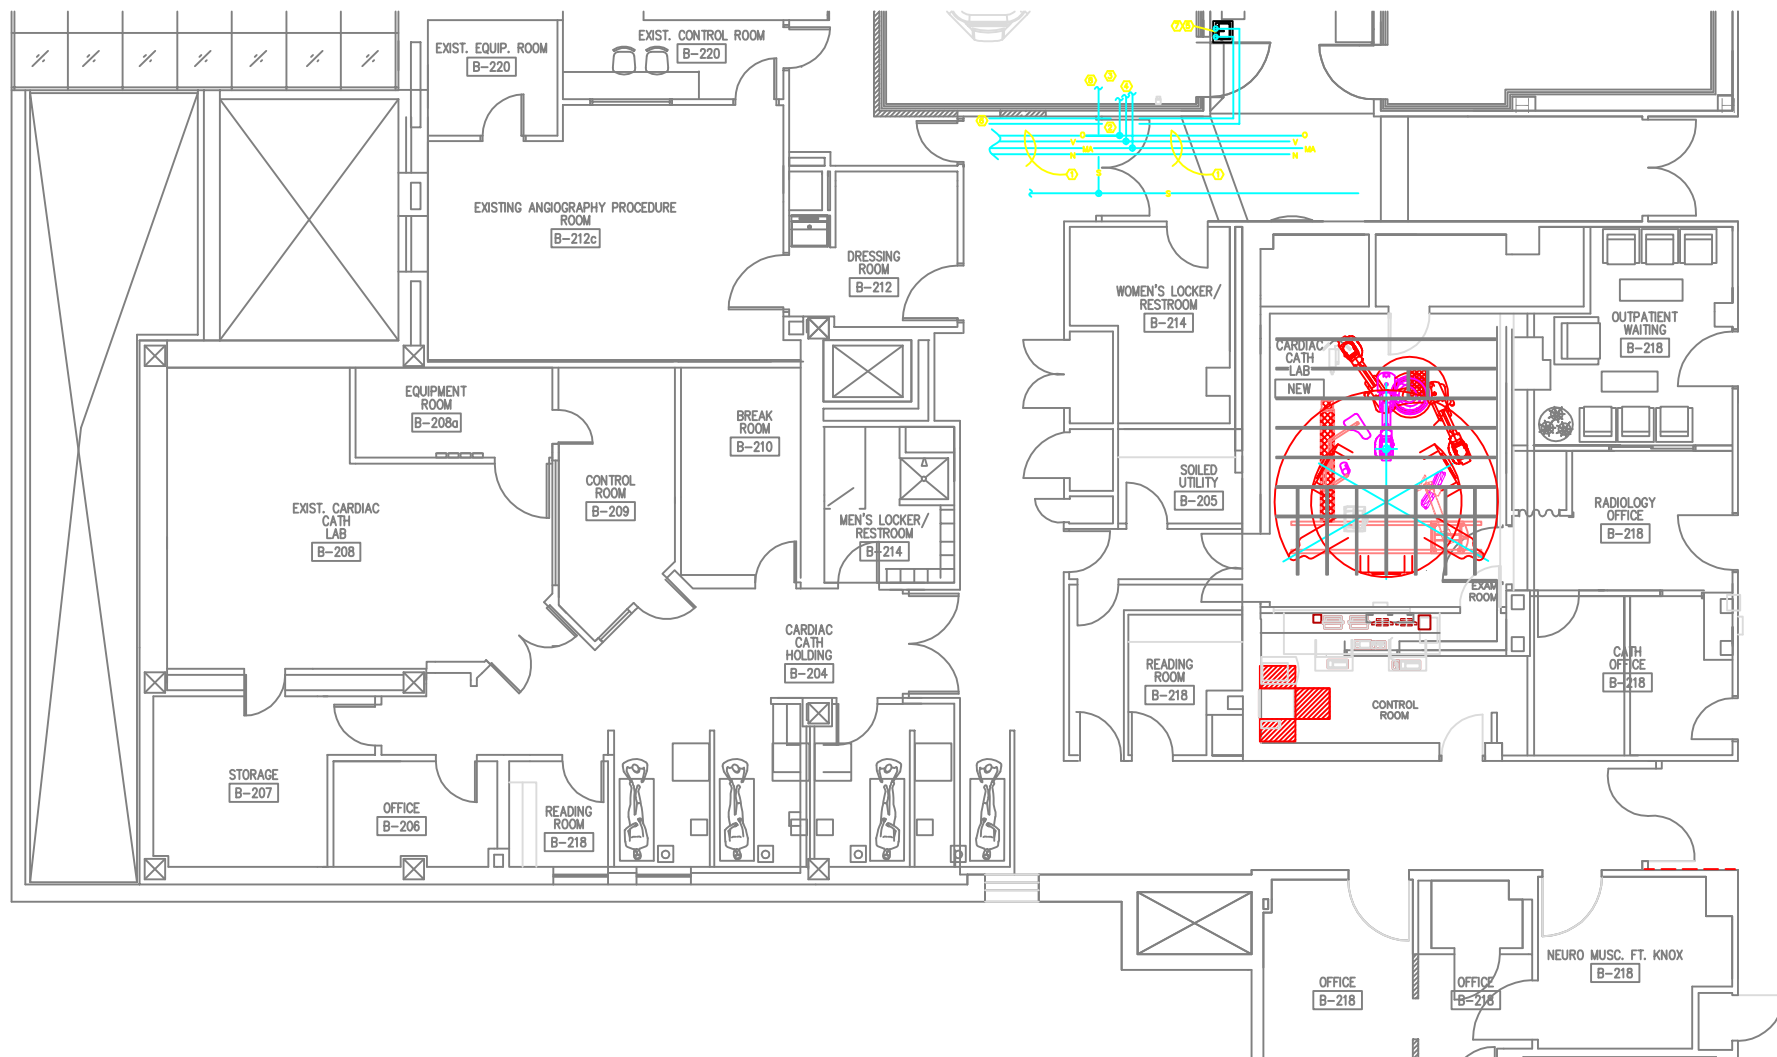 EXIST. EQUIP. ROOM
B-220
EXIST. CONTROL ROOM
B-220
EXISTING ANGIOGRAPHY PROCEDURE
ROOM
B-212c
DRESSING
ROOM
B-212
WOMEN'S LOCKER/
RESTROOM
B-214
OUTPATIENT
WAITING
B-218
CARDIAC
CATH
LAB
NEW
EQUIPMENT
ROOM
B-208a
BREAK
ROOM
B-210
CONTROL
ROOM
B-209
EXIST. CARDIAC
CATH
LAB
B-208
MEN'S LOCKER/
RESTROOM
B-214
SOILED
UTILITY
B-205
RADIOLOGY
OFFICE
B-218
EXAM
ROOM
CARDIAC
CATH
HOLDING
B-204
READING
ROOM
B-218
CONTROL
ROOM
CATH
OFFICE
B-218
STORAGE
B-207
OFFICE
B-206
READING
ROOM
B-218
NEURO MUSC. FT. KNOX
B-218
OFFICE
B-218
OFFICE
B-218